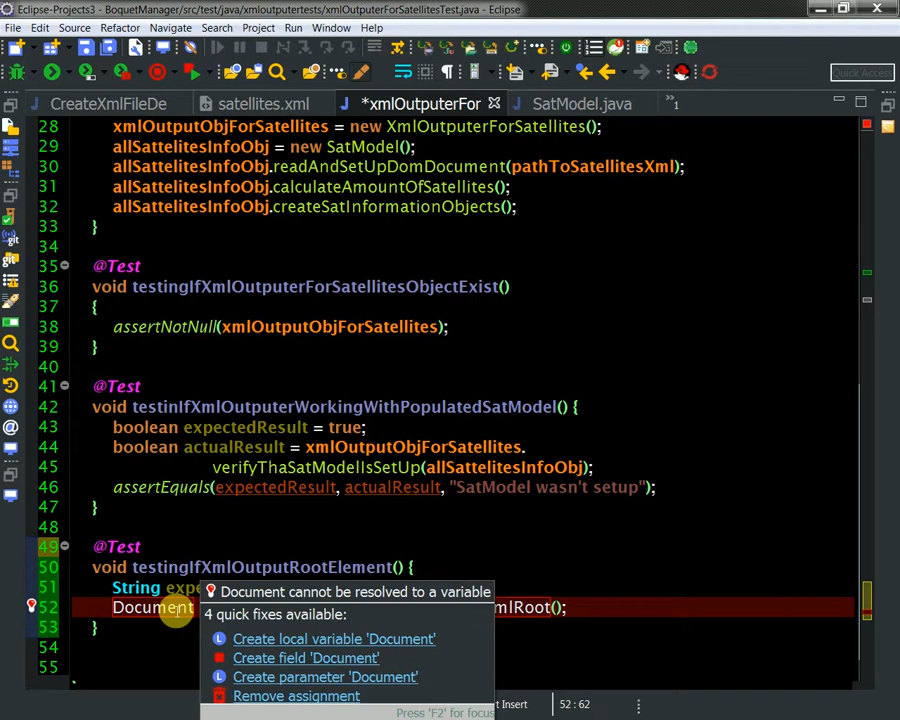 Eclipse-Projects3 - BoquetManager/src/test/java/xmloutputertests/xmlOutputerForSatellitesTest.java - Eclipse
File Edit Source Refactor Navigate Search Project Run Window Help
Quick Access
CreateXmlFileDe satellites.xml *xmlOutputerFor SatModel.java »1
28 xmlOutputObjForSatellites = new XmlOutputerForSatellites();
29 allSattelitesInfoObj = new SatModel();
30 allSattelitesInfoObj.readAndSetUpDomDocument(pathToSatellitesXml);
31 allSattelitesInfoObj.calculateAmountOfSatellites();
32 allSattelitesInfoObj.createSatInformationObjects();
33 }
34
35 @Test
36 void testingIfXmlOutputerForSatellitesObjectExist()
37 {
38 assertNotNull(xmlOutputObjForSatellites);
39 }
40
41 @Test
42 void testinIfXmlOutputerWorkingWithPopulatedSatModel() {
43 boolean expectedResult = true;
44 boolean actualResult = xmlOutputObjForSatellites.
45 verifyThaSatModelIsSetUp(allSattelitesInfoObj);
46 assertEquals(expectedResult, actualResult, "SatModel wasn't setup");
47 }
48
49 @Test
50 void testingIfXmlOutputRootElement() {
51 String expe
52 Document mlRoot();
53 }
54
55
Document cannot be resolved to a variable
4 quick fixes available:
Create local variable 'Document'
Create field 'Document'
Create parameter 'Document'
Remove assignment
Press 'F2' for focus
t Insert 52:62